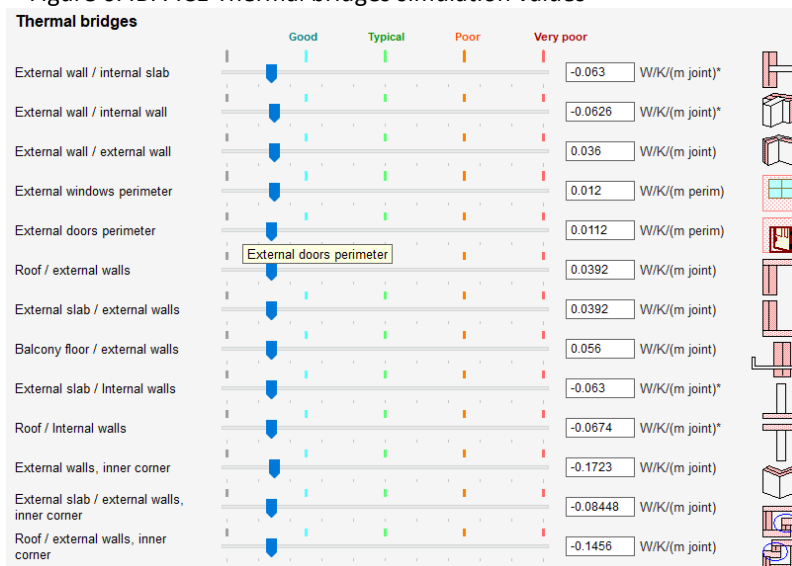 Thermal bridges
Good Typical Poor Very poor
External wall / internal slab -0.063 W/K/(m joint)*
External wall / internal wall -0.0626 W/K/(m joint)*
External wall / external wall 0.036 W/K/(m joint)
External windows perimeter 0.012 W/K/(m perim)
External doors perimeter 0.0112 W/K/(m perim)
External doors perimeter
Roof / external walls 0.0392 W/K/(m joint)
External slab / external walls 0.0392 W/K/(m joint)
Balcony floor / external walls 0.056 W/K/(m joint)
External slab / Internal walls -0.063 W/K/(m joint)*
Roof / Internal walls -0.0674 W/K/(m joint)*
External walls, inner corner -0.1723 W/K/(m joint)
External slab / external walls,
inner corner -0.08448 W/K/(m joint)
Roof / external walls, inner
corner -0.1456 W/K/(m joint)